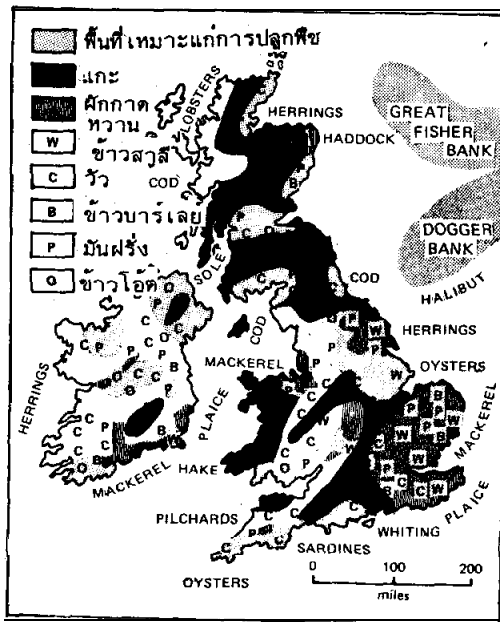 พื้นที่เหมาะแก่การปลูกพืช
แกะ
ผักกาด
หวาน
W ข้าวสาลี
C วัว
B ข้าวบาร์เลย์
P มันฝรั่ง
O ข้าวโอ๊ต
LOBSTERS
HERRINGS
HADDOCK
GREAT
FISHER
BANK
COD
DOGGER
BANK
SOLE
COD
HALIBUT
COD
HERRINGS
MACKEREL
OYSTERS
HERRINGS
PLAICE
MACKEREL
MACKEREL
HAKE
PLAICE
PILCHARDS
WHITING
SARDINES
OYSTERS
0 100 200
miles